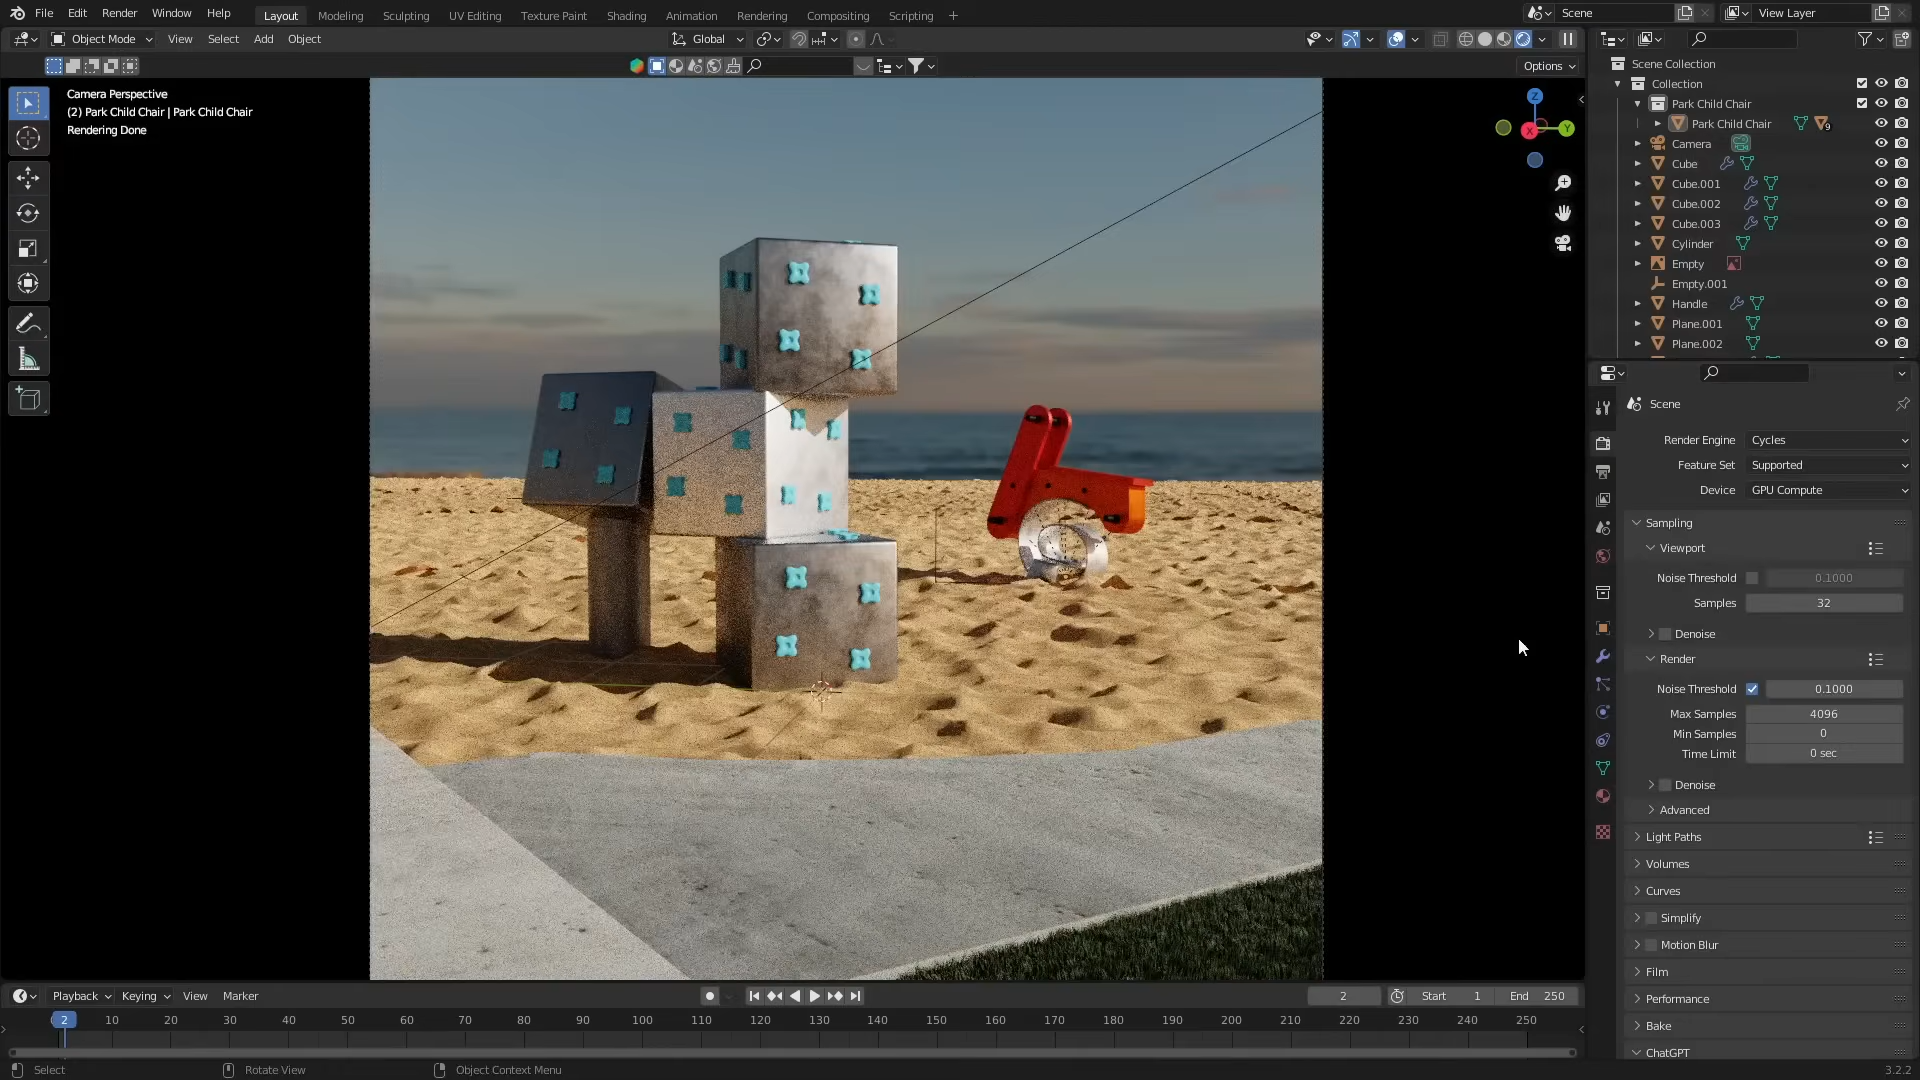 File Edit Render Window Help
Layout Modeling Sculpting UV Editing Texture Paint Shading Animation Rendering Compositing Scripting +
Scene
View Layer
Object Mode View Select Add Object
Global
Options
Camera Perspective
(2) Park Child Chair | Park Child Chair
Rendering Done
Z
Y
X
Scene Collection
Collection
Park Child Chair
Park Child Chair 9
Camera
Cube
Cube.001
Cube.002
Cube.003
Cylinder
Empty
Empty.001
Handle
Plane.001
Plane.002
Scene
Render Engine Cycles
Feature Set Supported
Device GPU Compute
Sampling
Viewport
Noise Threshold 0.1000
Samples 32
Denoise
Render
Noise Threshold 0.1000
Max Samples 4096
Min Samples 0
Time Limit 0 sec
Denoise
Advanced
Light Paths
Volumes
Curves
Simplify
Motion Blur
Film
Performance
Bake
ChatGPT
Playback Keying View Marker
2 Start 1 End 250
2 10 20 30 40 50 60 70 80 90 100 110 120 130 140 150 160 170 180 190 200 210 220 230 240 250
Select Rotate View Object Context Menu
3.2.2